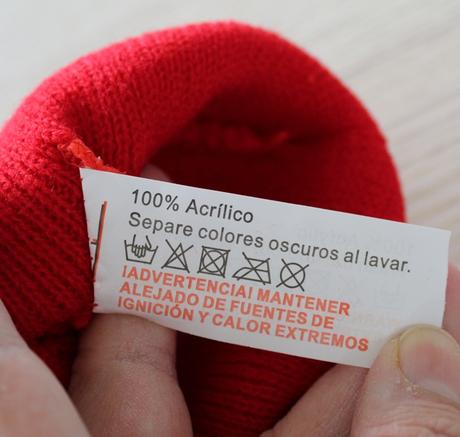 100% Acrílico
Separe colores oscuros al lavar.
¡ADVERTENCIA! MANTENER
ALEJADO DE FUENTES DE
IGNICIÓN Y CALOR EXTREMOS